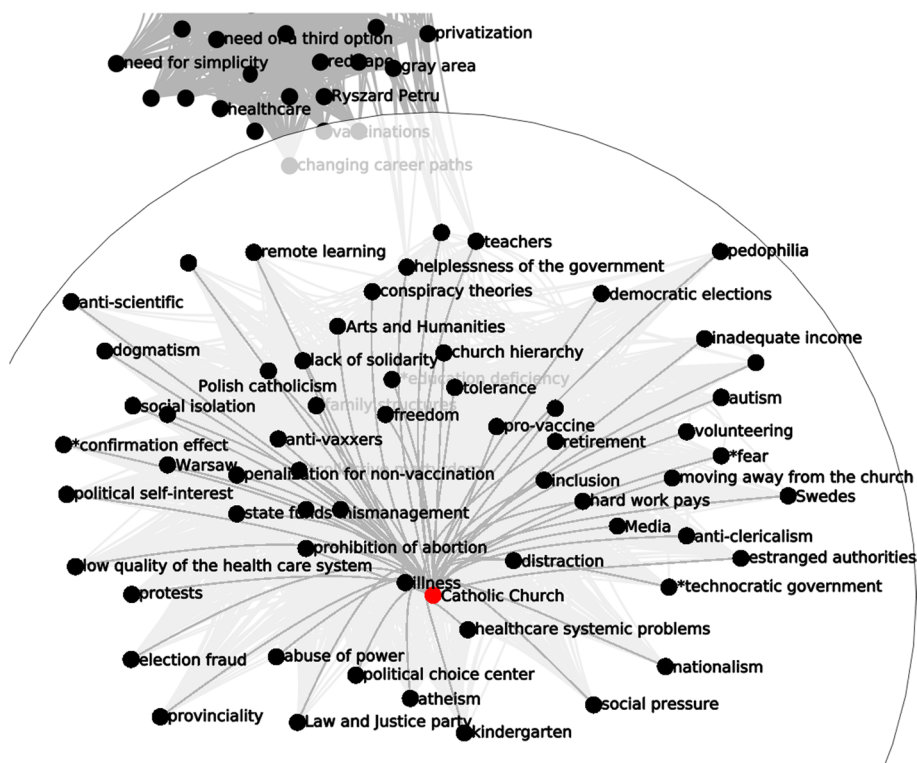 privatization
need of a third option
need for simplicity
red tape
gray area
Ryszard Petru
healthcare
vaccinations
changing career paths
teachers
remote learning
pedophilia
helplessness of the government
conspiracy theories
democratic elections
anti-scientific
Arts and Humanities
inadequate income
dogmatism
church hierarchy
lack of solidarity
*education deficiency
Polish catholicism
tolerance
autism
social isolation
family structures
freedom
pro-vaccine
volunteering
anti-vaxxers
retirement
*confirmation effect
*fear
Warsaw
penalisation for non-vaccination
moving away from the church
inclusion
political self-interest
Swedes
hard work pays
state funds mismanagement
Media
anti-clericalism
prohibition of abortion
estranged authorities
distraction
low quality of the health care system
illness
*technocratic government
protests
Catholic Church
healthcare systemic problems
election fraud
abuse of power
nationalism
political choice center
atheism
social pressure
provinciality
Law and Justice party
kindergarten